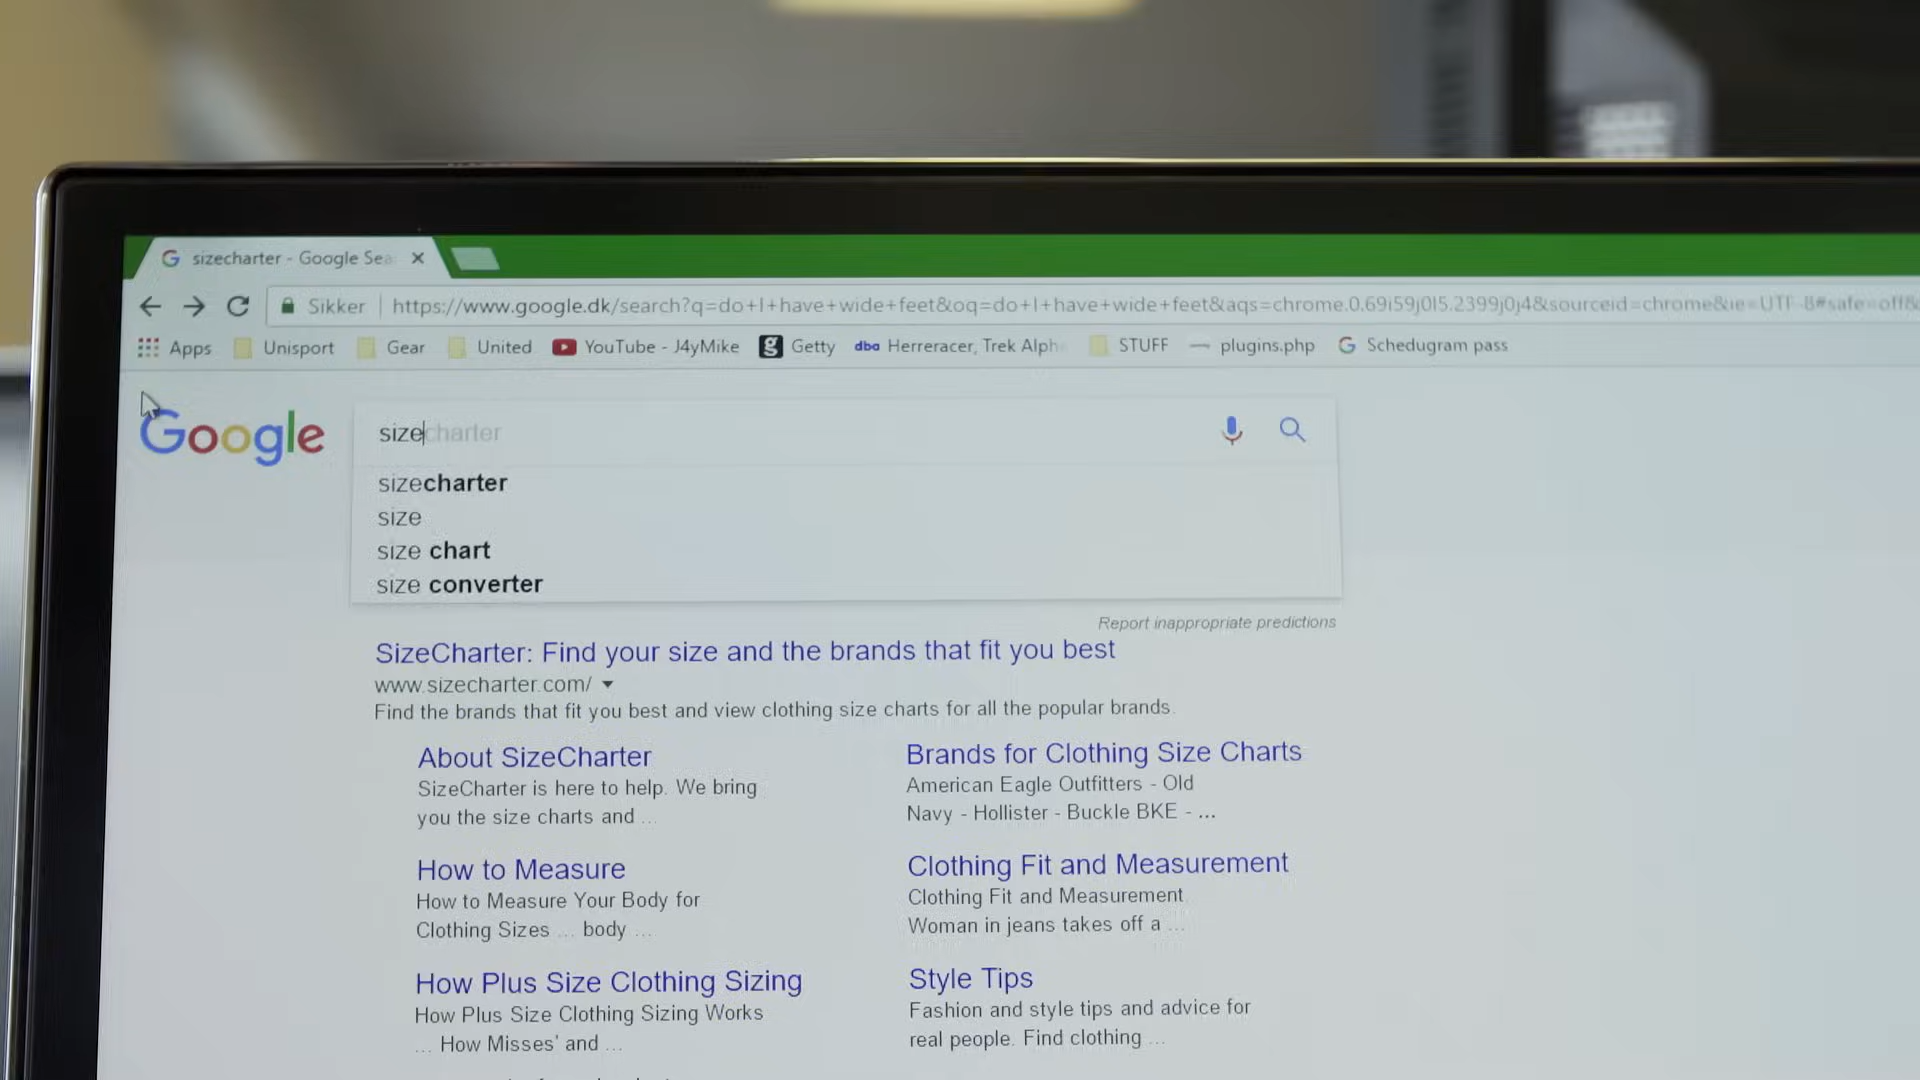 sizecharter - Google Sea
Sikker
https://www.google.dk/search?q=do+I+have+wide+feet&oq=do+I+have+wide+feet&aqs=chrome.0.69i59j0l5.2399j0j4&sourceid=chrome&ie=UTF-8#safe=off&
Apps Unisport Gear United YouTube - J4yMike Getty dba Herreracer, Trek Alph STUFF plugins.php Schedugram pass
Google
sizecharter
sizecharter
size
size chart
size converter
Report inappropriate predictions
SizeCharter: Find your size and the brands that fit you best
www.sizecharter.com/
Find the brands that fit you best and view clothing size charts for all the popular brands.
About SizeCharter
SizeCharter is here to help. We bring
you the size charts and ...
Brands for Clothing Size Charts
American Eagle Outfitters - Old
Navy - Hollister - Buckle BKE - ...
How to Measure
How to Measure Your Body for
Clothing Sizes ... body ...
Clothing Fit and Measurement
Clothing Fit and Measurement.
Woman in jeans takes off a ...
How Plus Size Clothing Sizing
How Plus Size Clothing Sizing Works
... How Misses' and ...
Style Tips
Fashion and style tips and advice for
real people. Find clothing ...